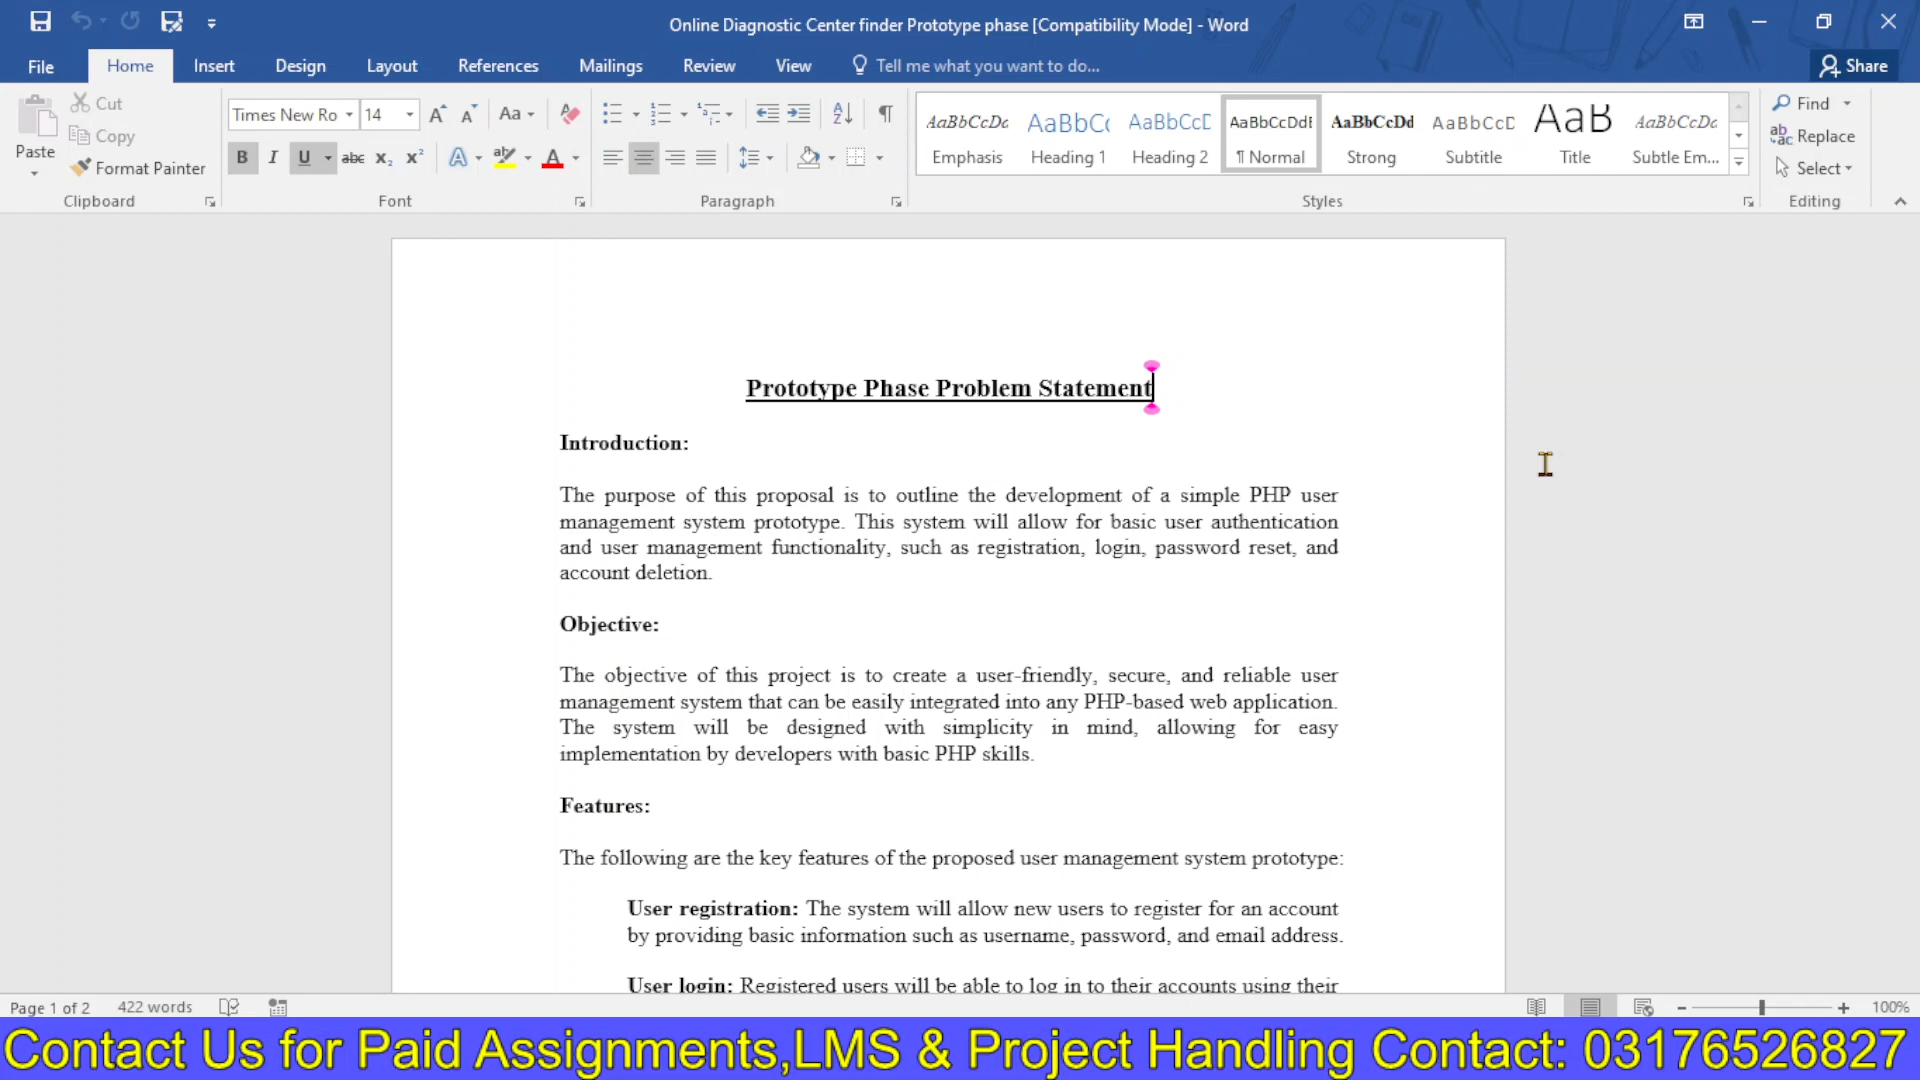 Online Diagnostic Center finder Prototype phase [Compatibility Mode] - Word
File Home Insert Design Layout References Mailings Review View Tell me what you want to do... Share
Paste
Cut
Copy
Format Painter
Clipboard
Times New Ro 14
Font
Paragraph
AaBbCcDc AaBbC( AaBbCcD AaBbCcDdE AaBbCcDd AaBbCcD AaB AaBbCcDc
Emphasis Heading 1 Heading 2 ¶ Normal Strong Subtitle Title Subtle Em...
Styles
Find
Replace
Select
Editing
Prototype Phase Problem Statement
Introduction:
The purpose of this proposal is to outline the development of a simple PHP user
management system prototype. This system will allow for basic user authentication
and user management functionality, such as registration, login, password reset, and
account deletion.
Objective:
The objective of this project is to create a user-friendly, secure, and reliable user
management system that can be easily integrated into any PHP-based web application.
The system will be designed with simplicity in mind, allowing for easy
implementation by developers with basic PHP skills.
Features:
The following are the key features of the proposed user management system prototype:
User registration: The system will allow new users to register for an account
by providing basic information such as username, password, and email address.
User login: Registered users will be able to log in to their accounts using their
Page 1 of 2 422 words 100%
Contact Us for Paid Assignments,LMS & Project Handling Contact: 03176526827